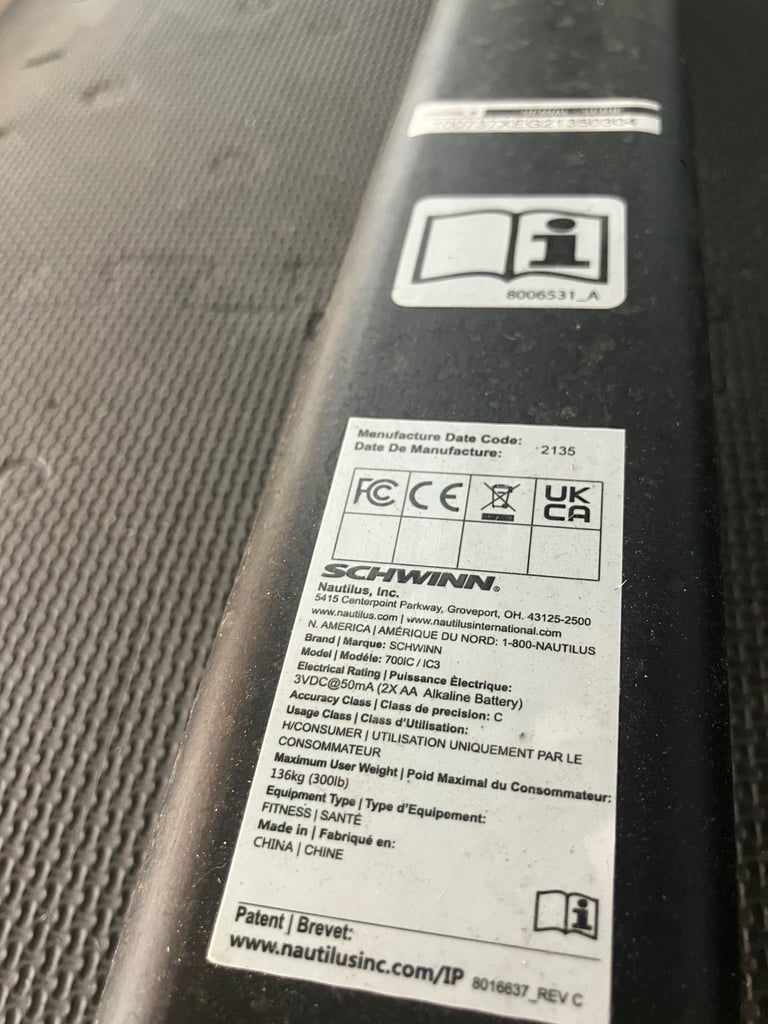 100737XEG21350304
8006531_A
Manufacture Date Code:
Date De Manufacture: 2135
FC CE UK
CA
SCHWINN®
Nautilus, Inc.
5415 Centerpoint Parkway, Groveport, OH. 43125-2500
www.nautilus.com | www.nautilusinternational.com
N. AMERICA | AMÉRIQUE DU NORD: 1-800-NAUTILUS
Brand | Marque: SCHWINN
Model | Modéle: 700IC / IC3
Electrical Rating | Puissance Èlectrique:
3VDC@50mA (2X AA Alkaline Battery)
Accuracy Class | Class de precision: C
Usage Class | Class d'Utilisation:
H/CONSUMER | UTILISATION UNIQUEMENT PAR LE
CONSOMMATEUR
Maximum User Weight | Poid Maximal du Consommateur:
136kg (300lb)
Equipment Type | Type d'Equipement:
FITNESS | SANTÉ
Made in | Fabriqué en:
CHINA | CHINE
Patent | Brevet:
www.nautilusinc.com/IP 8016637_REV C